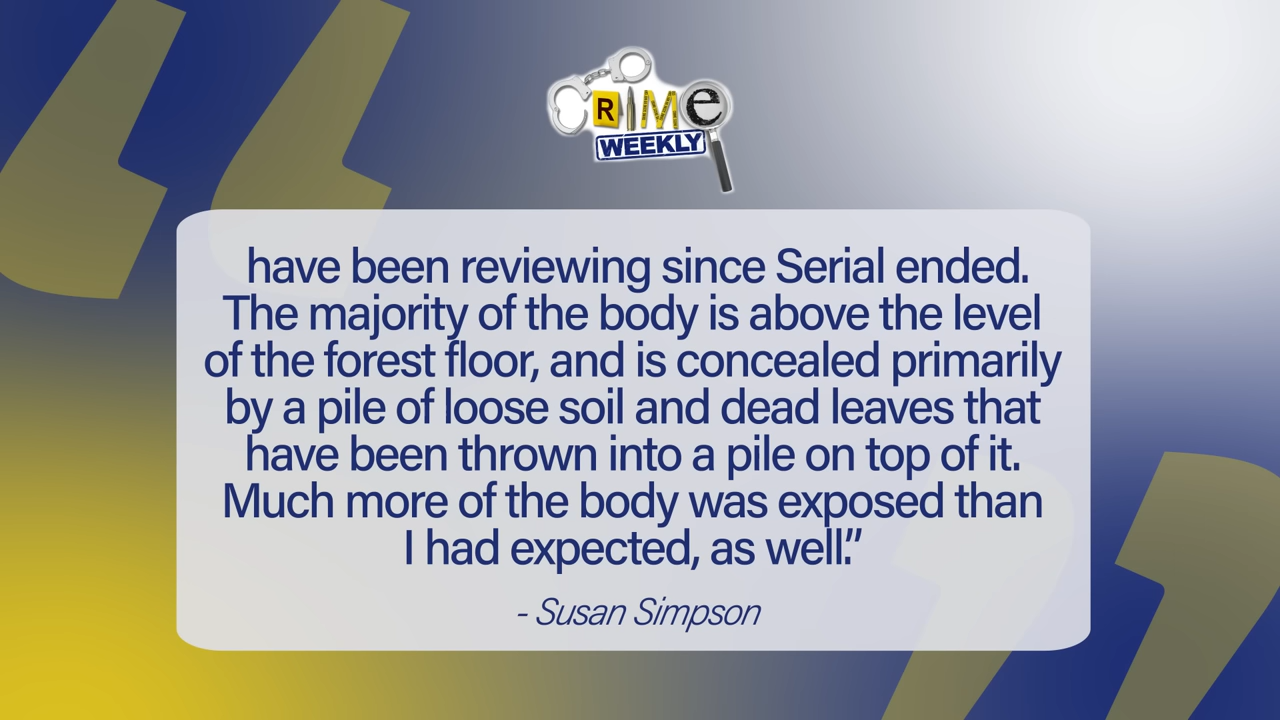 CRIMe
WEEKLY
have been reviewing since Serial ended.
The majority of the body is above the level
of the forest floor, and is concealed primarily
by a pile of loose soil and dead leaves that
have been thrown into a pile on top of it.
Much more of the body was exposed than
I had expected, as well.”
- Susan Simpson